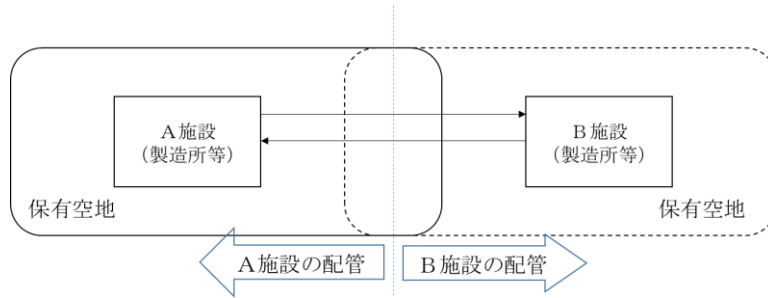 A施設
(製造所等)
B施設
(製造所等)
保有空地
保有空地
A施設の配管
B施設の配管